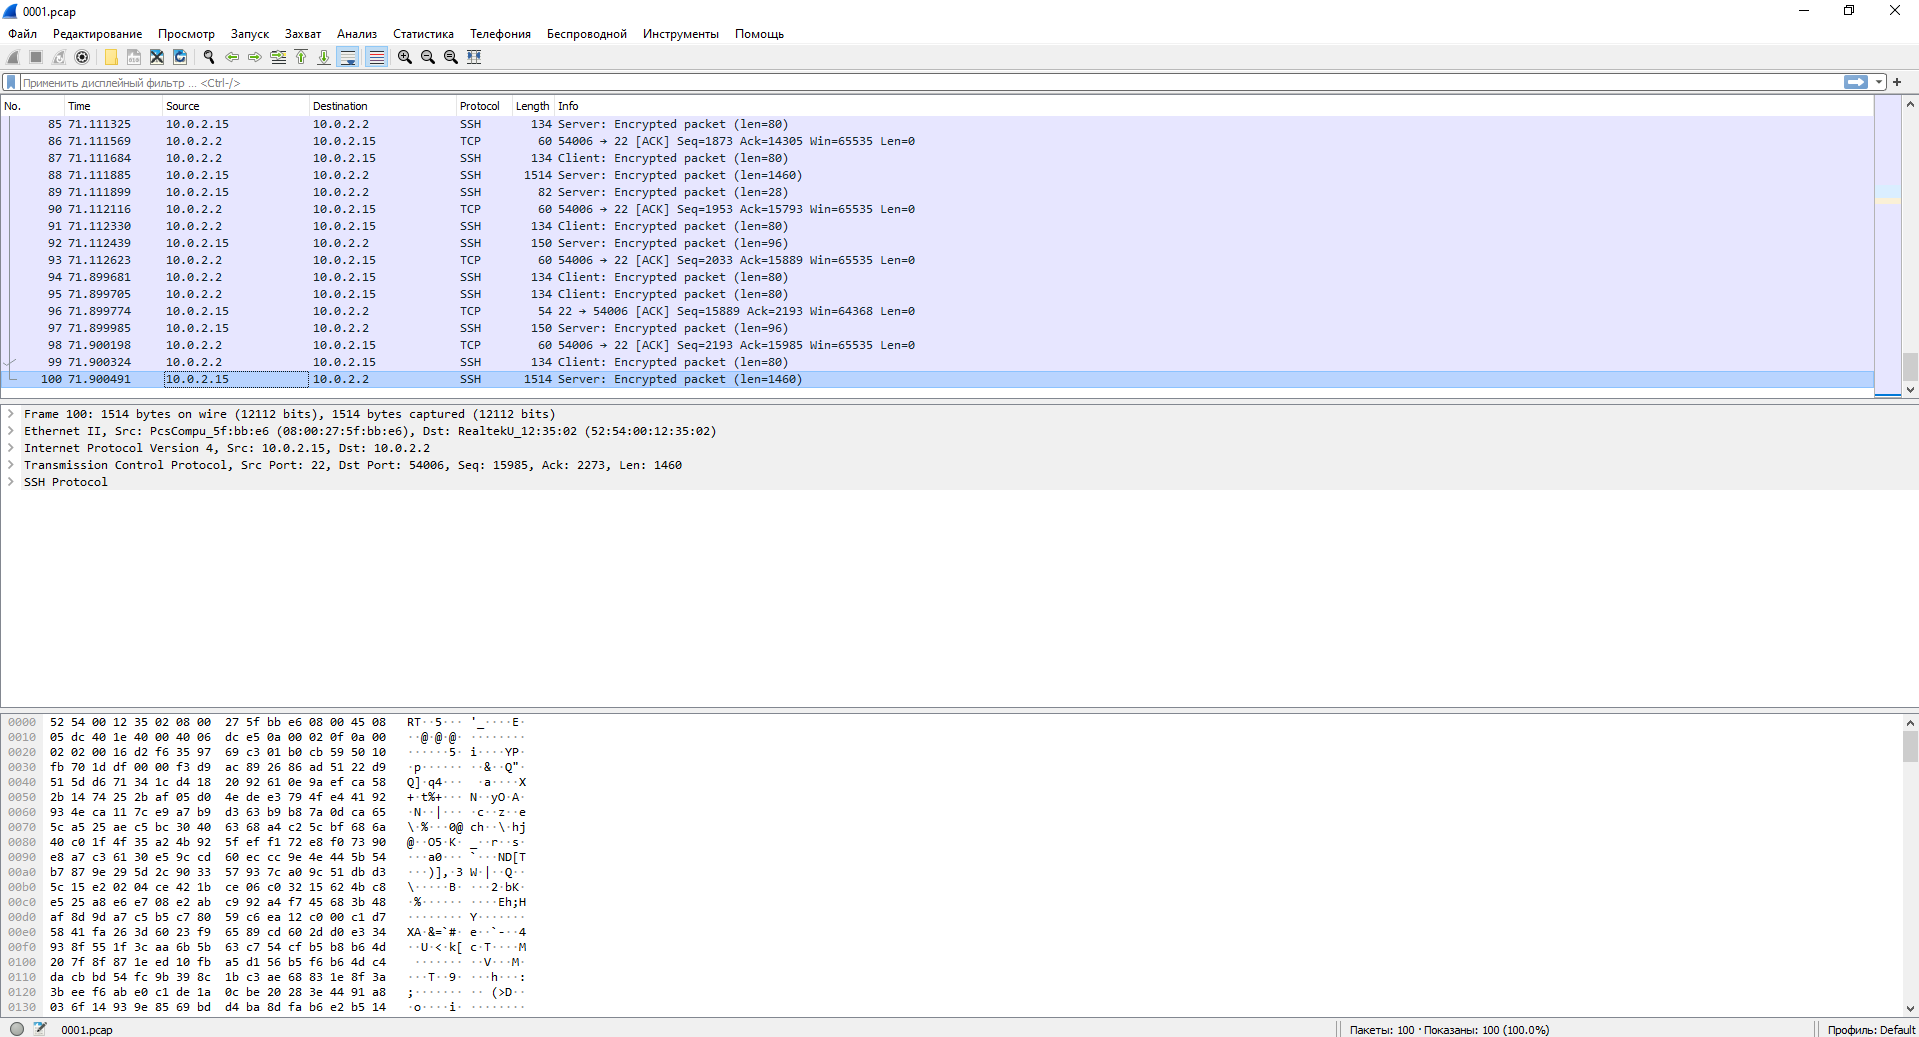 0001.pcap
Файл Редактирование Просмотр Запуск Захват Анализ Статистика Телефония Беспроводной Инструменты Помощь
Применить дисплейный фильтр ... <Ctrl-/>
No. Time Source Destination Protocol Length Info
85 71.111325 10.0.2.15 10.0.2.2 SSH 134 Server: Encrypted packet (len=80)
86 71.111569 10.0.2.2 10.0.2.15 TCP 60 54006 → 22 [ACK] Seq=1873 Ack=14305 Win=65535 Len=0
87 71.111684 10.0.2.2 10.0.2.15 SSH 134 Client: Encrypted packet (len=80)
88 71.111885 10.0.2.15 10.0.2.2 SSH 1514 Server: Encrypted packet (len=1460)
89 71.111899 10.0.2.15 10.0.2.2 SSH 82 Server: Encrypted packet (len=28)
90 71.112116 10.0.2.2 10.0.2.15 TCP 60 54006 → 22 [ACK] Seq=1953 Ack=15793 Win=65535 Len=0
91 71.112330 10.0.2.2 10.0.2.15 SSH 134 Client: Encrypted packet (len=80)
92 71.112439 10.0.2.15 10.0.2.2 SSH 150 Server: Encrypted packet (len=96)
93 71.112623 10.0.2.2 10.0.2.15 TCP 60 54006 → 22 [ACK] Seq=2033 Ack=15889 Win=65535 Len=0
94 71.899681 10.0.2.2 10.0.2.15 SSH 134 Client: Encrypted packet (len=80)
95 71.899705 10.0.2.2 10.0.2.15 SSH 134 Client: Encrypted packet (len=80)
96 71.899774 10.0.2.15 10.0.2.2 TCP 54 22 → 54006 [ACK] Seq=15889 Ack=2193 Win=64368 Len=0
97 71.899985 10.0.2.15 10.0.2.2 SSH 150 Server: Encrypted packet (len=96)
98 71.900198 10.0.2.2 10.0.2.15 TCP 60 54006 → 22 [ACK] Seq=2193 Ack=15985 Win=65535 Len=0
99 71.900324 10.0.2.2 10.0.2.15 SSH 134 Client: Encrypted packet (len=80)
100 71.900491 10.0.2.15 10.0.2.2 SSH 1514 Server: Encrypted packet (len=1460)
Frame 100: 1514 bytes on wire (12112 bits), 1514 bytes captured (12112 bits)
Ethernet II, Src: PcsCompu_5f:bb:e6 (08:00:27:5f:bb:e6), Dst: RealtekU_12:35:02 (52:54:00:12:35:02)
Internet Protocol Version 4, Src: 10.0.2.15, Dst: 10.0.2.2
Transmission Control Protocol, Src Port: 22, Dst Port: 54006, Seq: 15985, Ack: 2273, Len: 1460
SSH Protocol
0000 52 54 00 12 35 02 08 00 27 5f bb e6 08 00 45 08 RT··5··· '_····E·
0010 05 dc 40 1e 40 00 40 06 dc e5 0a 00 02 0f 0a 00 ··@·@·@· ········
0020 02 02 00 16 d2 f6 35 97 69 c3 01 b0 cb 59 50 10 ······5· i····YP·
0030 fb 70 1d df 00 00 f3 d9 ac 89 26 86 ad 51 22 d9 ·p······ ··&··Q"·
0040 51 5d d6 71 34 1c d4 18 20 92 61 0e 9a ef ca 58 Q]·q4··· ·a····X
0050 2b 14 74 25 2b af 05 d0 4e de e3 79 4f e4 41 92 +·t%+··· N··yO·A·
0060 93 4e ca 11 7c e9 a7 b9 d3 63 b9 b8 7a 0d ca 65 ·N··|··· ·c··z··e
0070 5c a5 25 ae c5 bc 30 40 63 68 a4 c2 5c bf 68 6a \·%···0@ ch··\·hj
0080 40 c0 1f 4f 35 a2 4b 92 5f ef f1 72 e8 f0 73 90 @··O5·K· _··r··s·
0090 e8 a7 c3 61 30 e5 9c cd 60 ec cc 9e 4e 44 5b 54 ···a0··· `···ND[T
00a0 b7 87 9e 29 5d 2c 90 33 57 93 7c a0 9c 51 db d3 ···)],·3 W·|··Q··
00b0 5c 15 e2 02 04 ce 42 1b ce 06 c0 32 15 62 4b c8 \·····B· ···2·bK·
00c0 e5 25 a8 e6 e7 08 e2 ab c9 92 a4 f7 45 68 3b 48 ·%······ ····Eh;H
00d0 af 8d 9d a7 c5 b5 c7 80 59 c6 ea 12 c0 00 c1 d7 ········ Y·······
00e0 58 41 fa 26 3d 60 23 f9 65 89 cd 60 2d d0 e3 34 XA·&=`#· e··`-··4
00f0 93 8f 55 1f 3c aa 6b 5b 63 c7 54 cf b5 b8 b6 4d ··U·<·k[ c·T····M
0100 20 7f 8f 87 1e ed 10 fb a5 d1 56 b5 f6 b6 4d c4 ······· ··V···M·
0110 da cb bd 54 fc 9b 39 8c 1b c3 ae 68 83 1e 8f 3a ···T··9· ···h···:
0120 3b ee f6 ab e0 c1 de 1a 0c be 20 28 3e 44 91 a8 ;······· ·· (>D··
0130 03 6f 14 93 9e 85 69 bd d4 ba 8d fa b6 e2 b5 14 ·o····i· ········
0001.pcap Пакеты: 100 · Показаны: 100 (100.0%) Профиль: Default